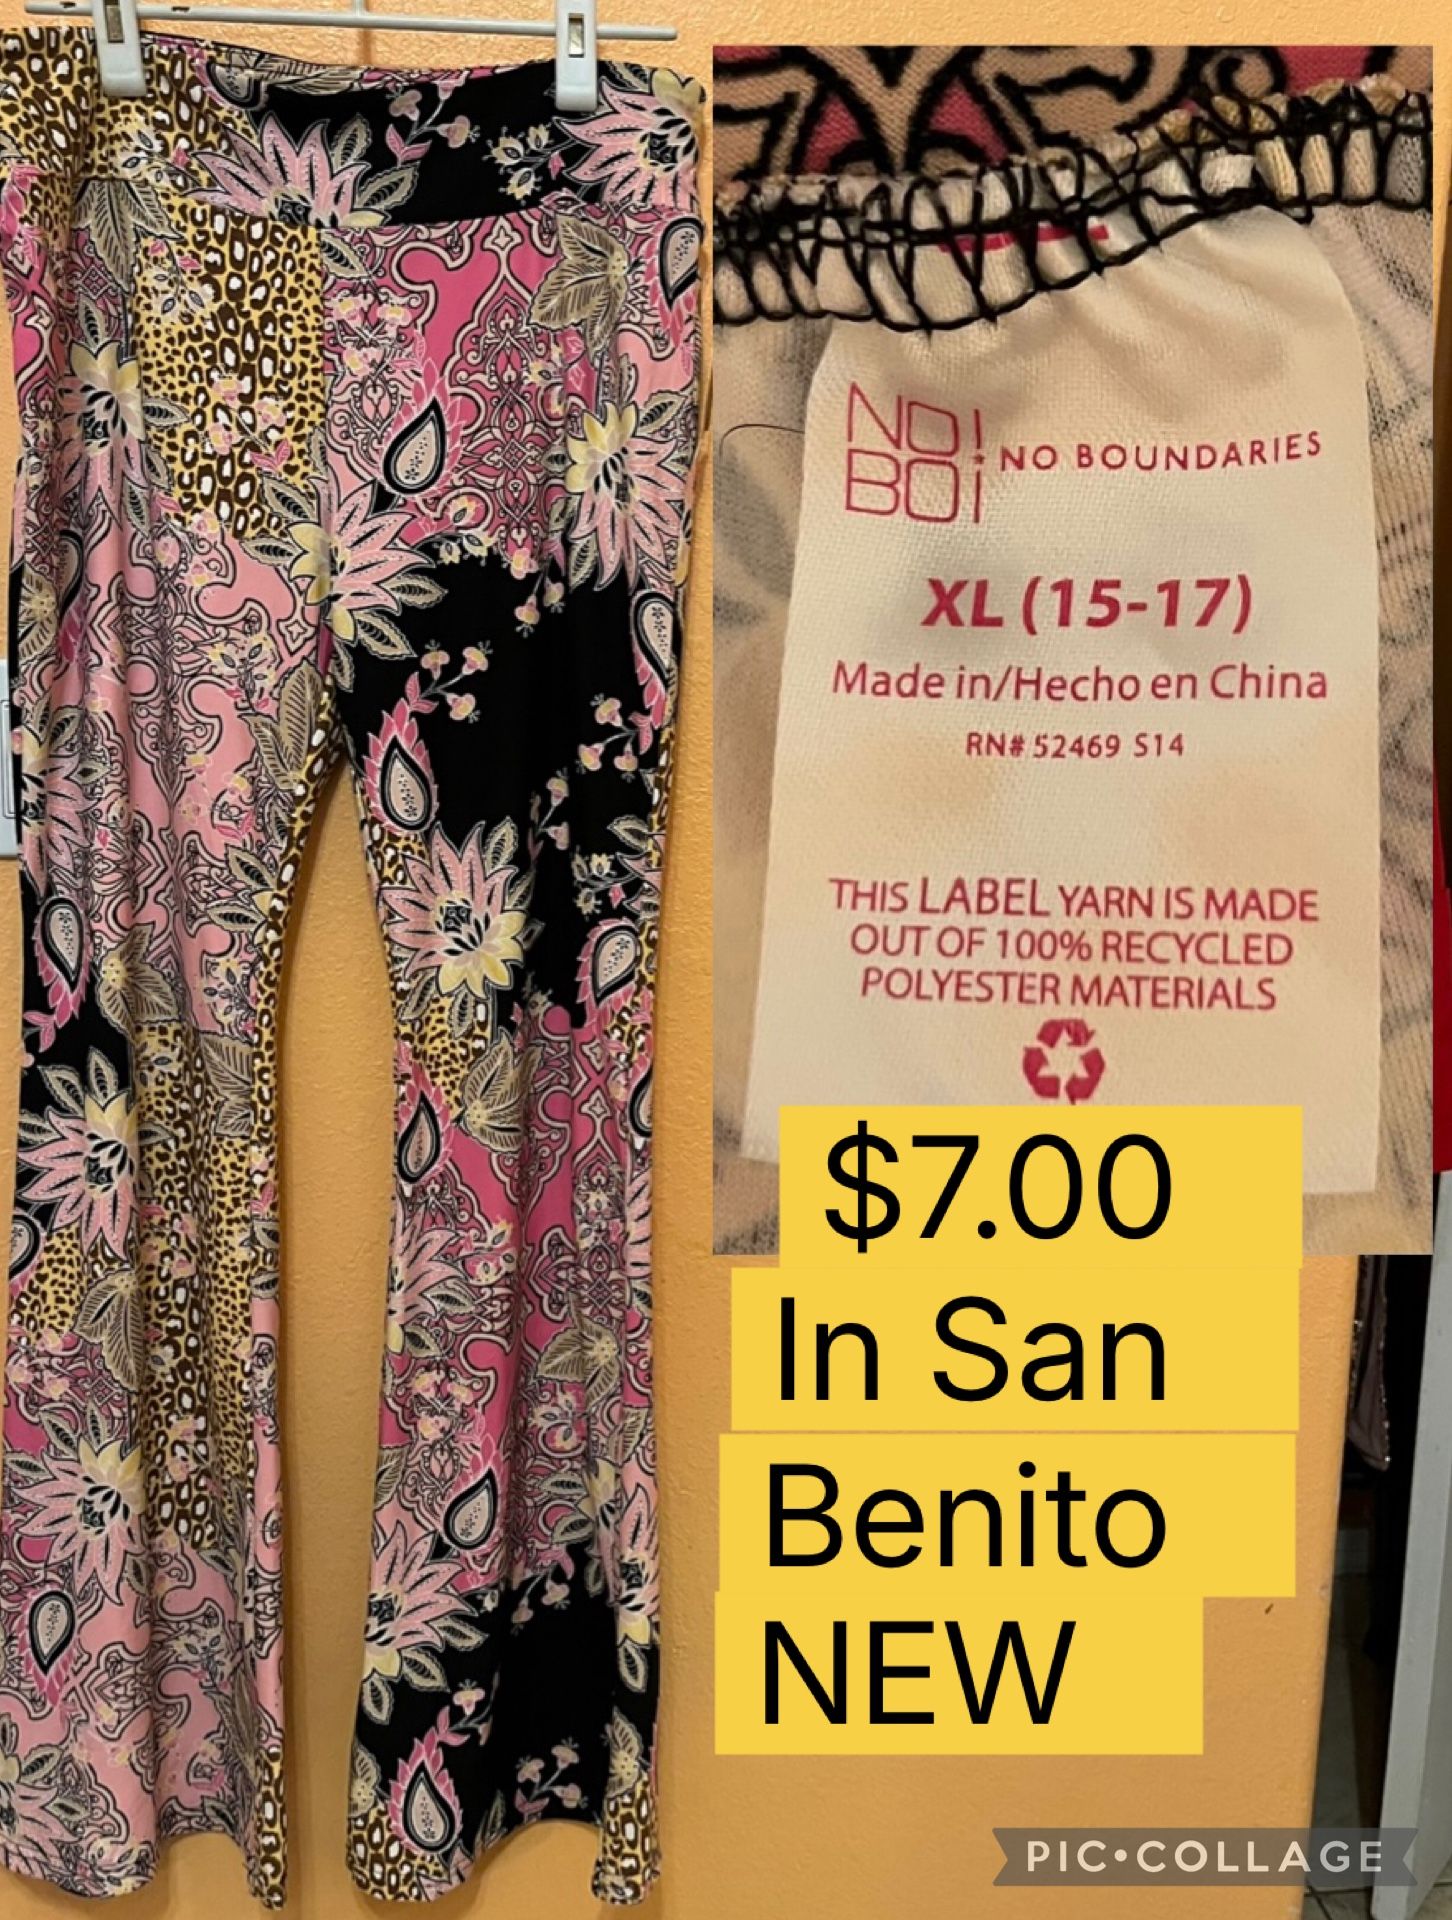 NO!
BO¡
NO BOUNDARIES
XL (15-17)
Made in/Hecho en China
RN# 52469 S14
THIS LABEL YARN IS MADE
OUT OF 100% RECYCLED
POLYESTER MATERIALS
$7.00
In San
Benito
NEW
PIC•COLLAGE